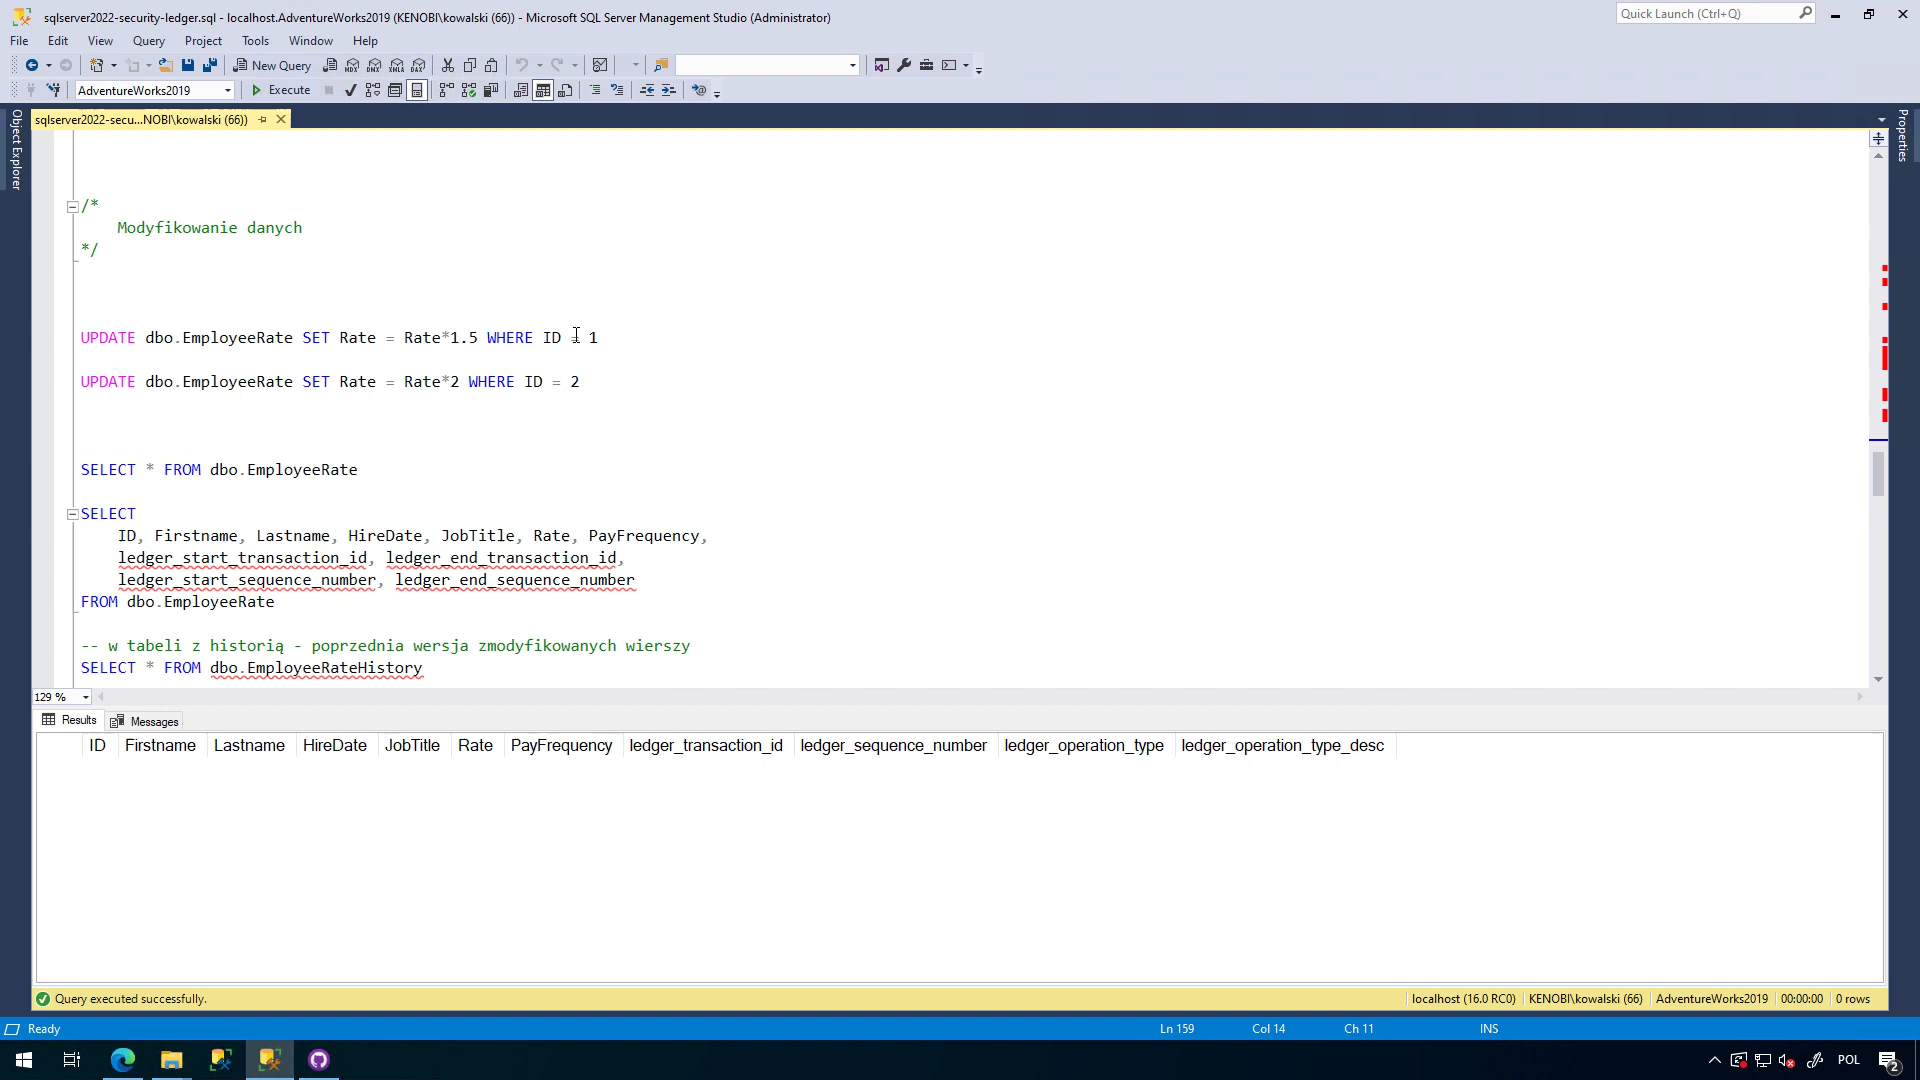 sqlserver2022-security-ledger.sql - localhost.AdventureWorks2019 (KENOBI\kowalski (66)) - Microsoft SQL Server Management Studio (Administrator)
Quick Launch (Ctrl+Q)
File Edit View Query Project Tools Window Help
New Query
MDX DMX XMLA DAX
AdventureWorks2019
Execute
sqlserver2022-secu...NOBI\kowalski (66))
Object Explorer
Properties
/*
Modyfikowanie danych
*/
UPDATE dbo.EmployeeRate SET Rate = Rate*1.5 WHERE ID = 1
UPDATE dbo.EmployeeRate SET Rate = Rate*2 WHERE ID = 2
SELECT * FROM dbo.EmployeeRate
SELECT
ID, Firstname, Lastname, HireDate, JobTitle, Rate, PayFrequency,
ledger_start_transaction_id, ledger_end_transaction_id,
ledger_start_sequence_number, ledger_end_sequence_number
FROM dbo.EmployeeRate
-- w tabeli z historią - poprzednia wersja zmodyfikowanych wierszy
SELECT * FROM dbo.EmployeeRateHistory
129 %
Results Messages
ID Firstname Lastname HireDate JobTitle Rate PayFrequency ledger_transaction_id ledger_sequence_number ledger_operation_type ledger_operation_type_desc
Query executed successfully.
localhost (16.0 RC0) KENOBI\kowalski (66) AdventureWorks2019 00:00:00 0 rows
Ready
Ln 159 Col 14 Ch 11 INS
POL
2